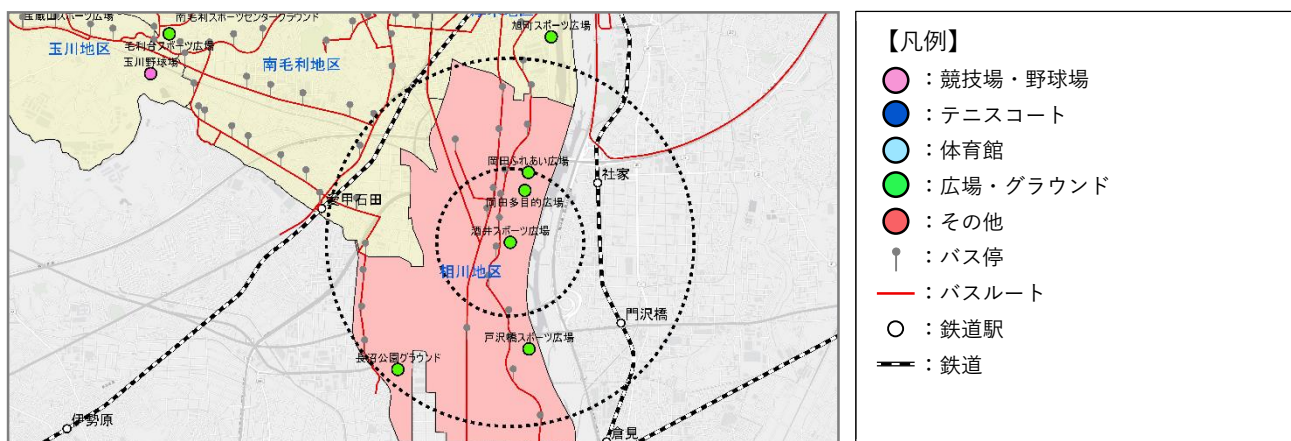 南毛利スポーツセンターグラウンド
旭町スポーツ広場
毛利台スポーツ広場
玉川地区
玉川野球場
南毛利地区
岡田ふれあい広場
社家
愛甲石田
岡田多目的広場
酒井スポーツ広場
相川地区
門沢橋
戸沢橋スポーツ広場
長沼公園グラウンド
伊勢原
倉見
【凡例】
：競技場・野球場
：テニスコート
：体育館
：広場・グラウンド
：その他
：バス停
：バスルート
：鉄道駅
：鉄道